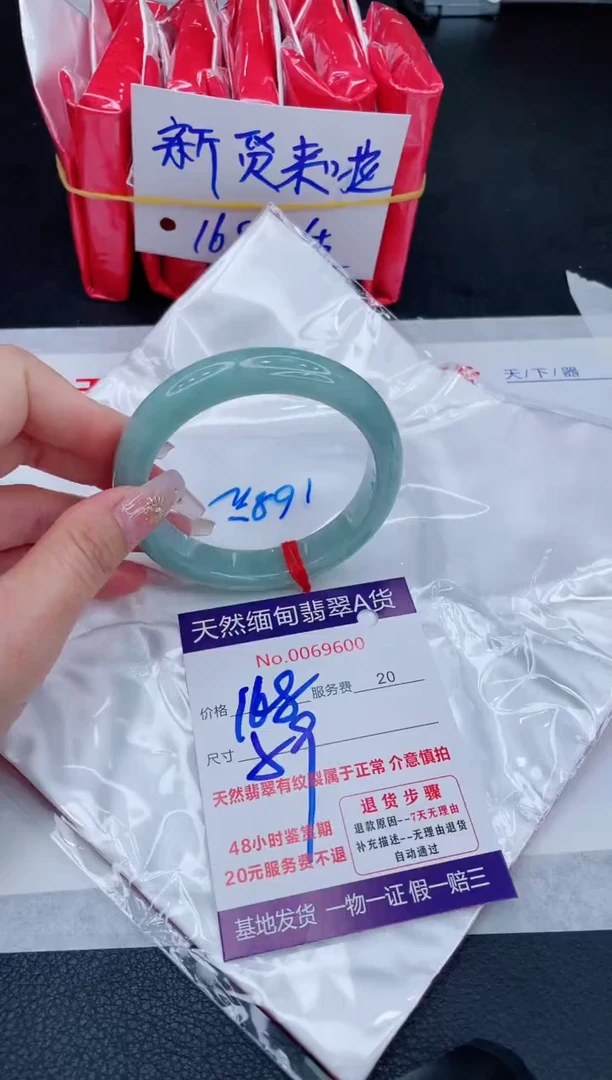 新货来啦
天/下/器
891
天然缅甸翡翠A货
No.0069600
价格 168 服务费 20
尺寸
天然翡翠有纹裂属于正常 介意慎拍
48小时鉴赏期
20元服务费不退
退货步骤
退款原因--7天无理由
补充描述--无理由退货
自动通过
基地发货 一物一证 假一赔三